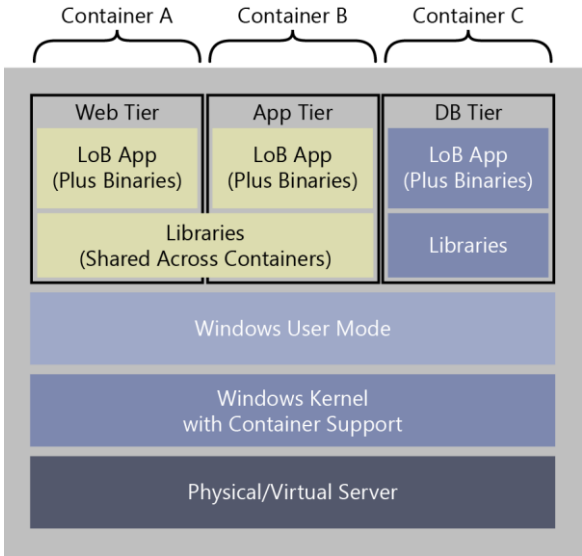 Container A
Container B
Container C
Web Tier
App Tier
DB Tier
LoB App
(Plus Binaries)
LoB App
(Plus Binaries)
LoB App
(Plus Binaries)
Libraries
(Shared Across Containers)
Libraries
Windows User Mode
Windows Kernel
with Container Support
Physical/Virtual Server